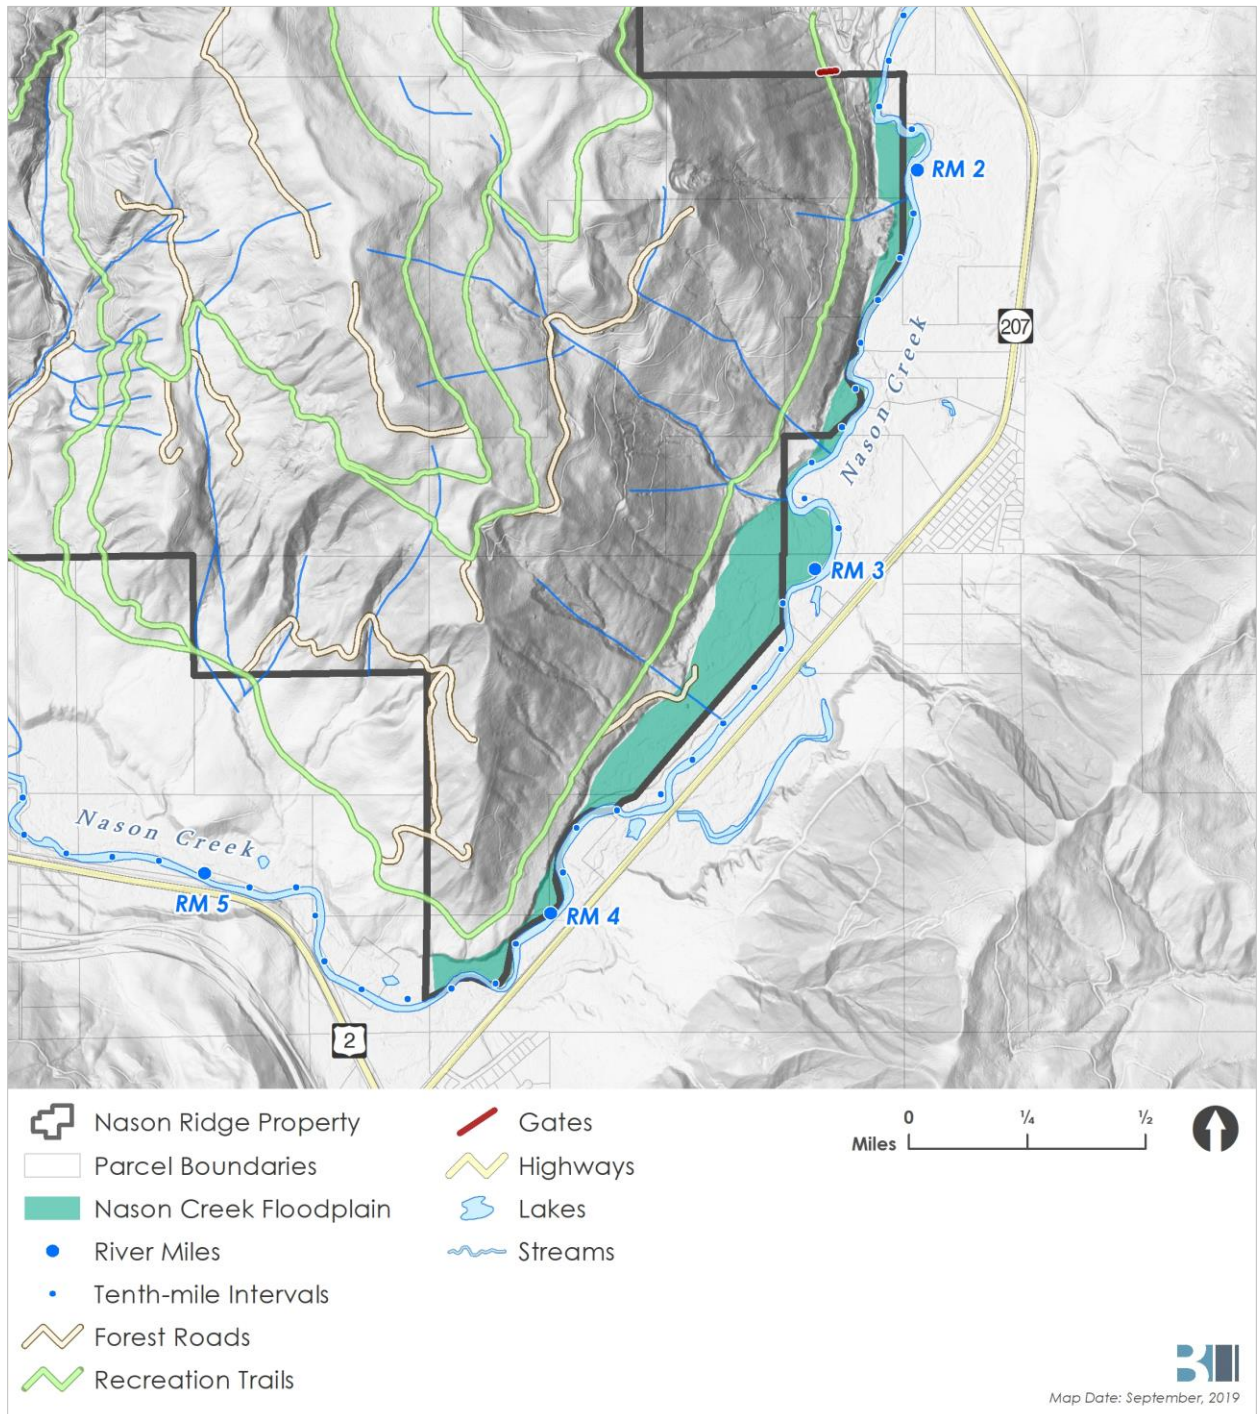 RM 2
207
Nason Creek
RM 3
Nason Creek
RM 5
RM 4
2
Nason Ridge Property
Parcel Boundaries
Nason Creek Floodplain
River Miles
Tenth-mile Intervals
Forest Roads
Recreation Trails
Gates
Highways
Lakes
Streams
0 ¼ ½
Miles
Map Date: September, 2019